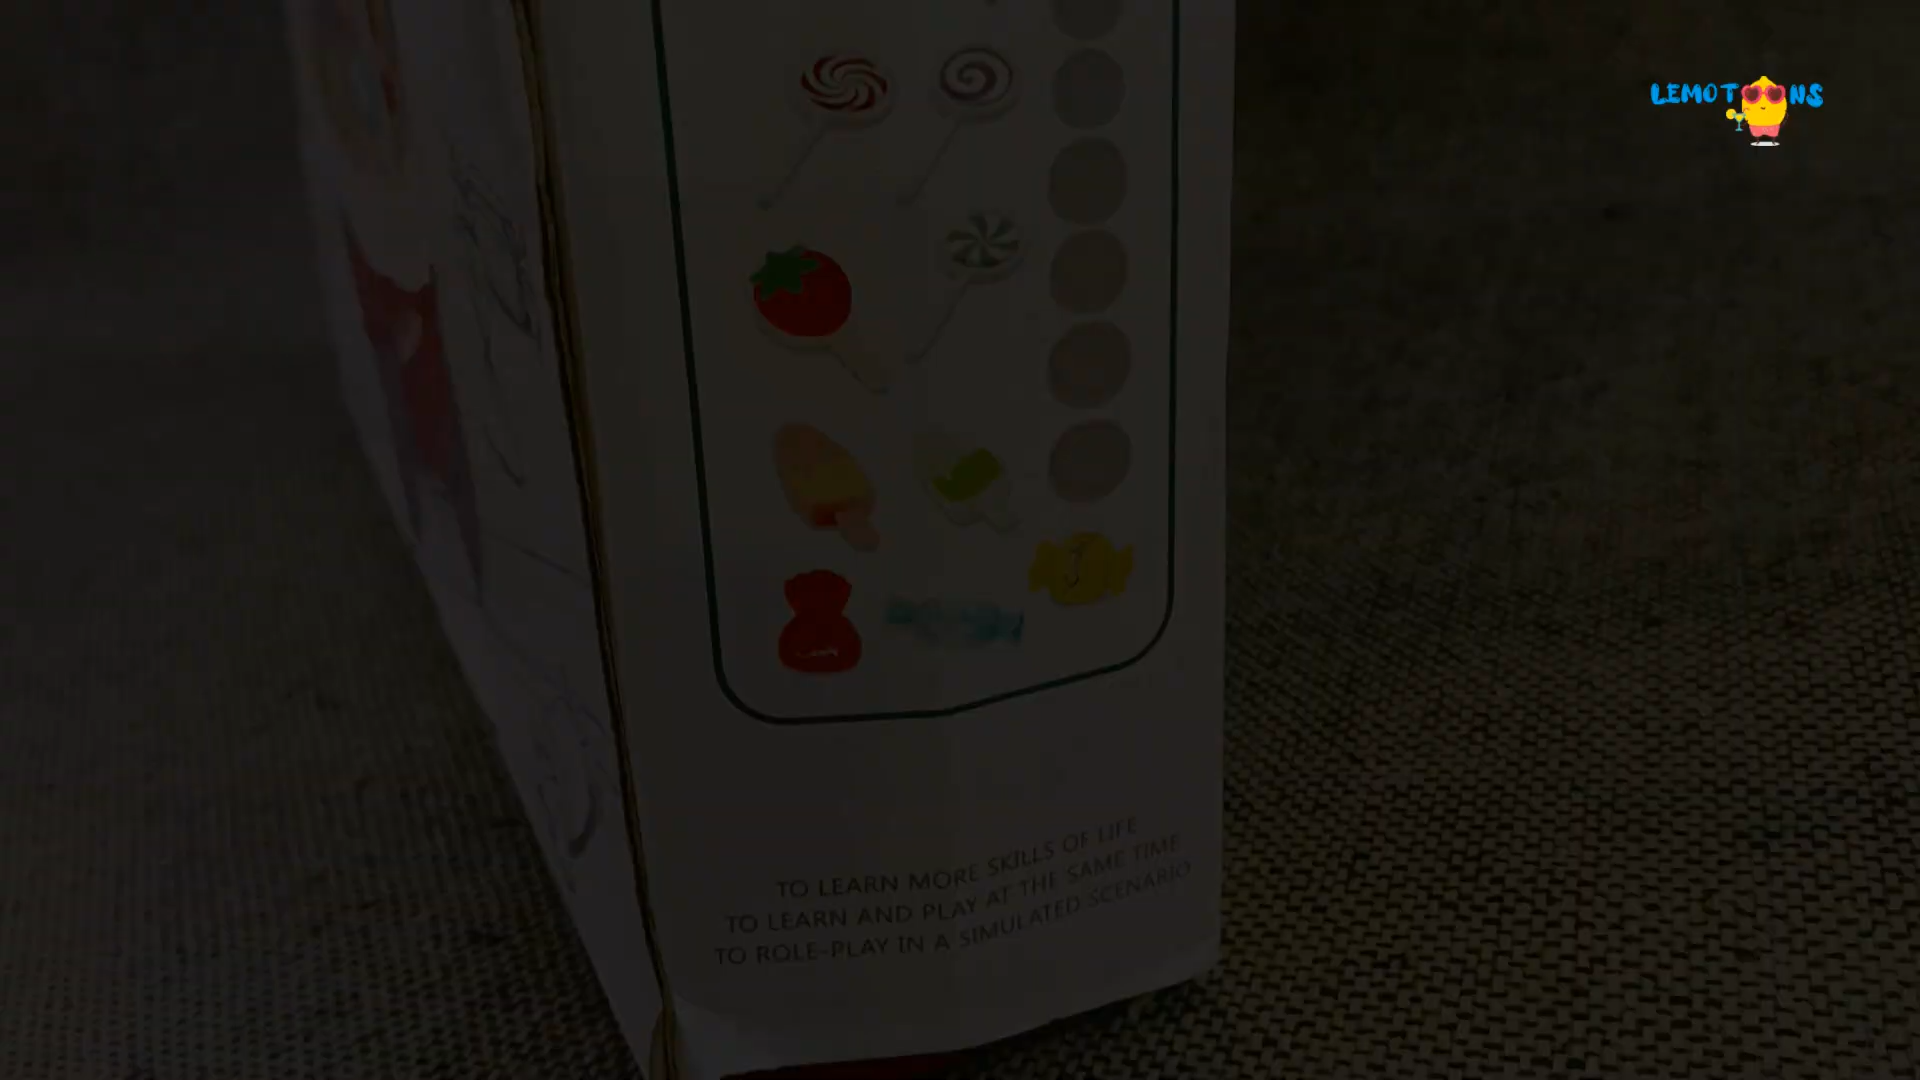 LEMOTOONS
TO LEARN MORE SKILLS OF LIFE
TO LEARN AND PLAY AT THE SAME TIME
TO ROLE-PLAY IN A SIMULATED SCENARIO